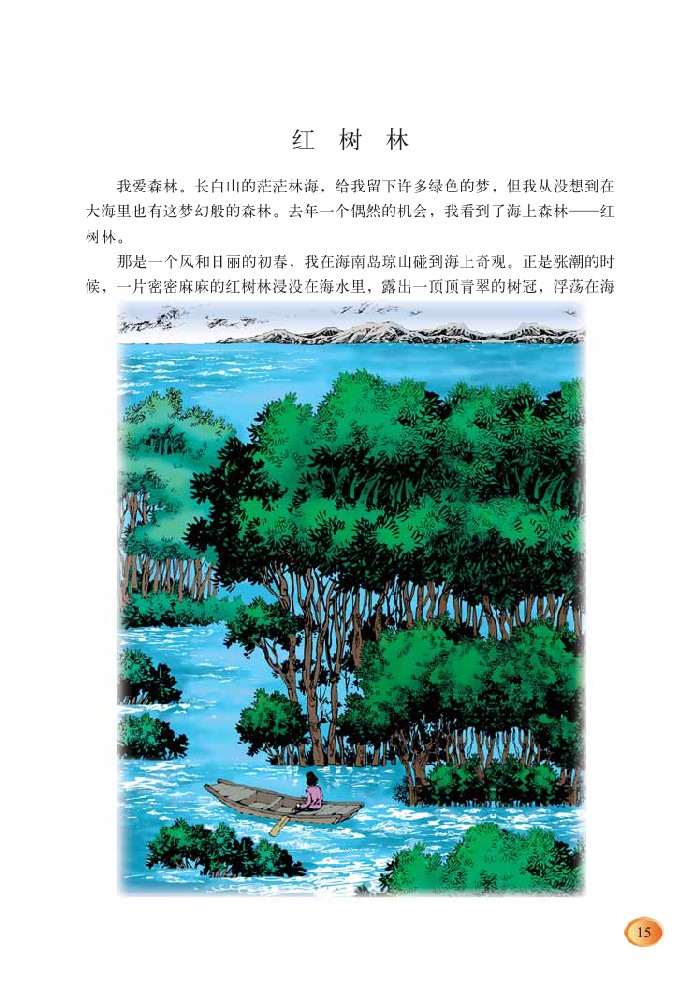 红树林
我爱森林。长白山的茫茫林海，给我留下许多绿色的梦，但我从没想到在
大海里也有这梦幻般的森林。去年一个偶然的机会，我看到了海上森林——红
树林。
那是一个风和日丽的初春，我在海南岛琼山碰到海上奇观。正是涨潮的时
候，一片密密麻麻的红树林浸没在海水里，露出一顶顶青翠的树冠，浮荡在海
15